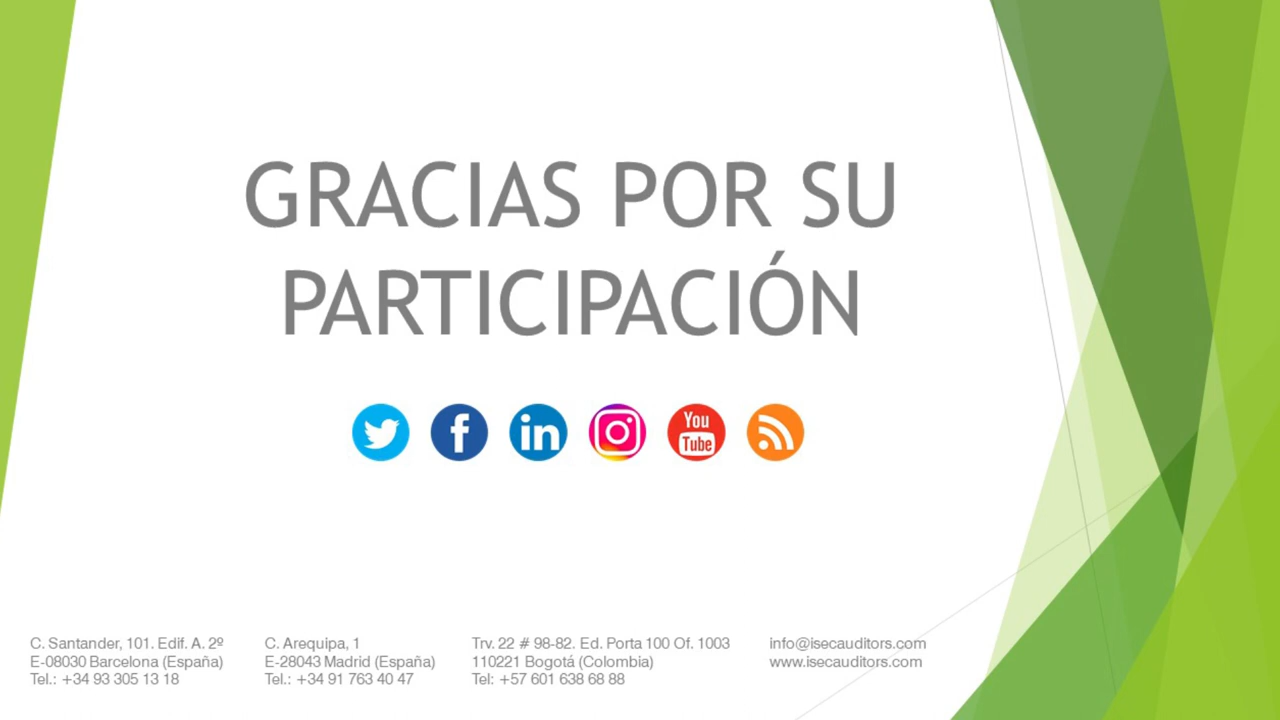 GRACIAS POR SU
PARTICIPACIÓN
in
You
Tube
C. Santander, 101. Edif. A. 2º
E-08030 Barcelona (España)
Tel.: +34 93 305 13 18
C. Arequipa, 1
E-28043 Madrid (España)
Tel.: +34 91 763 40 47
Trv. 22 # 98-82. Ed. Porta 100 Of. 1003
110221 Bogotá (Colombia)
Tel: +57 601 638 68 88
info@isecauditors.com
www.isecauditors.com